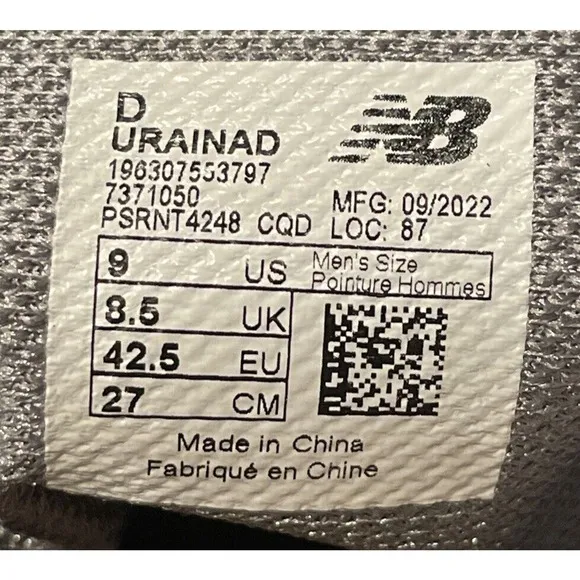 D
URAINAD
196307553797
7371050
PSRNT4248 CQD
NB
MFG: 09/2022
LOC: 87
9 US Men's Size
Pointure Hommes
8.5 UK
42.5 EU
27 CM
Made in China
Fabriqué en Chine